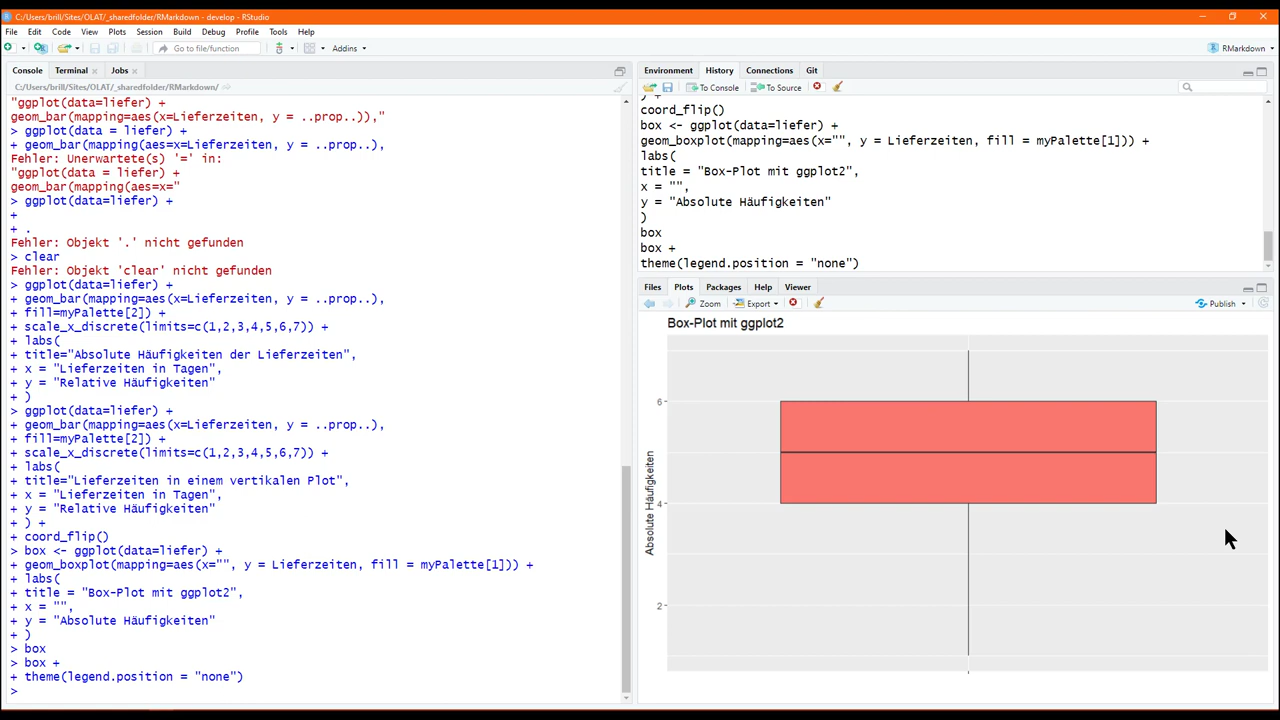 C:/Users/brill/Sites/OLAT/_sharedfolder/RMarkdown - develop - RStudio
File Edit Code View Plots Session Build Debug Profile Tools Help
Go to file/function Addins RMarkdown
Console Terminal Jobs
C:/Users/brill/Sites/OLAT/_sharedfolder/RMarkdown/
"ggplot(data=liefer) +
geom_bar(mapping=aes(x=Lieferzeiten, y = ..prop..)),"
> ggplot(data = liefer) +
+ geom_bar(mapping(aes=x=Lieferzeiten, y = ..prop..),
Fehler: Unerwartete(s) '=' in:
"ggplot(data = liefer) +
geom_bar(mapping(aes=x="
> ggplot(data=liefer) +
+
+ .
Fehler: Objekt '.' nicht gefunden
> clear
Fehler: Objekt 'clear' nicht gefunden
> ggplot(data=liefer) +
+ geom_bar(mapping=aes(x=Lieferzeiten, y = ..prop..),
+ fill=myPalette[2]) +
+ scale_x_discrete(limits=c(1,2,3,4,5,6,7)) +
+ labs(
+ title="Absolute Häufigkeiten der Lieferzeiten",
+ x = "Lieferzeiten in Tagen",
+ y = "Relative Häufigkeiten"
+ )
> ggplot(data=liefer) +
+ geom_bar(mapping=aes(x=Lieferzeiten, y = ..prop..),
+ fill=myPalette[2]) +
+ scale_x_discrete(limits=c(1,2,3,4,5,6,7)) +
+ labs(
+ title="Lieferzeiten in einem vertikalen Plot",
+ x = "Lieferzeiten in Tagen",
+ y = "Relative Häufigkeiten"
+ ) +
+ coord_flip()
> box <- ggplot(data=liefer) +
+ geom_boxplot(mapping=aes(x="", y = Lieferzeiten, fill = myPalette[1])) +
+ labs(
+ title = "Box-Plot mit ggplot2",
+ x = "",
+ y = "Absolute Häufigkeiten"
+ )
> box
> box +
+ theme(legend.position = "none")
>
Environment History Connections Git
To Console To Source
) +
coord_flip()
box <- ggplot(data=liefer) +
geom_boxplot(mapping=aes(x="", y = Lieferzeiten, fill = myPalette[1])) +
labs(
title = "Box-Plot mit ggplot2",
x = "",
y = "Absolute Häufigkeiten"
)
box
box +
theme(legend.position = "none")
Files Plots Packages Help Viewer
Zoom Export Publish
Box-Plot mit ggplot2
Absolute Häufigkeiten
6
4
2